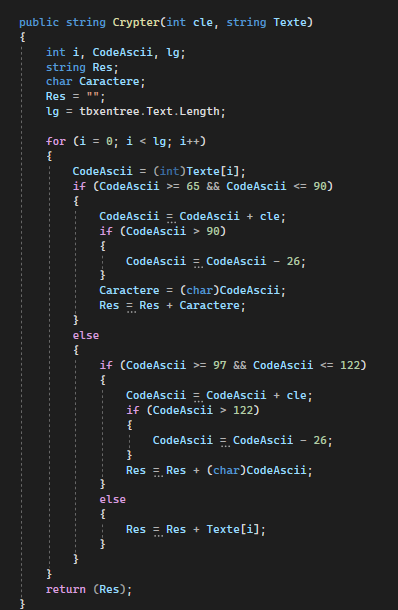 public string Crypter(int cle, string Texte)
{
    int i, CodeAscii, lg;
    string Res;
    char Caractere;
    Res = "";
    lg = tbxentree.Text.Length;

    for (i = 0; i < lg; i++)
    {
        CodeAscii = (int)Texte[i];
        if (CodeAscii >= 65 && CodeAscii <= 90)
        {
            CodeAscii = CodeAscii + cle;
            if (CodeAscii > 90)
            {
                CodeAscii = CodeAscii - 26;
            }
            Caractere = (char)CodeAscii;
            Res = Res + Caractere;
        }
        else
        {
            if (CodeAscii >= 97 && CodeAscii <= 122)
            {
                CodeAscii = CodeAscii + cle;
                if (CodeAscii > 122)
                {
                    CodeAscii = CodeAscii - 26;
                }
                Res = Res + (char)CodeAscii;
            }
            else
            {
                Res = Res + Texte[i];
            }
        }
    }
    return (Res);
}